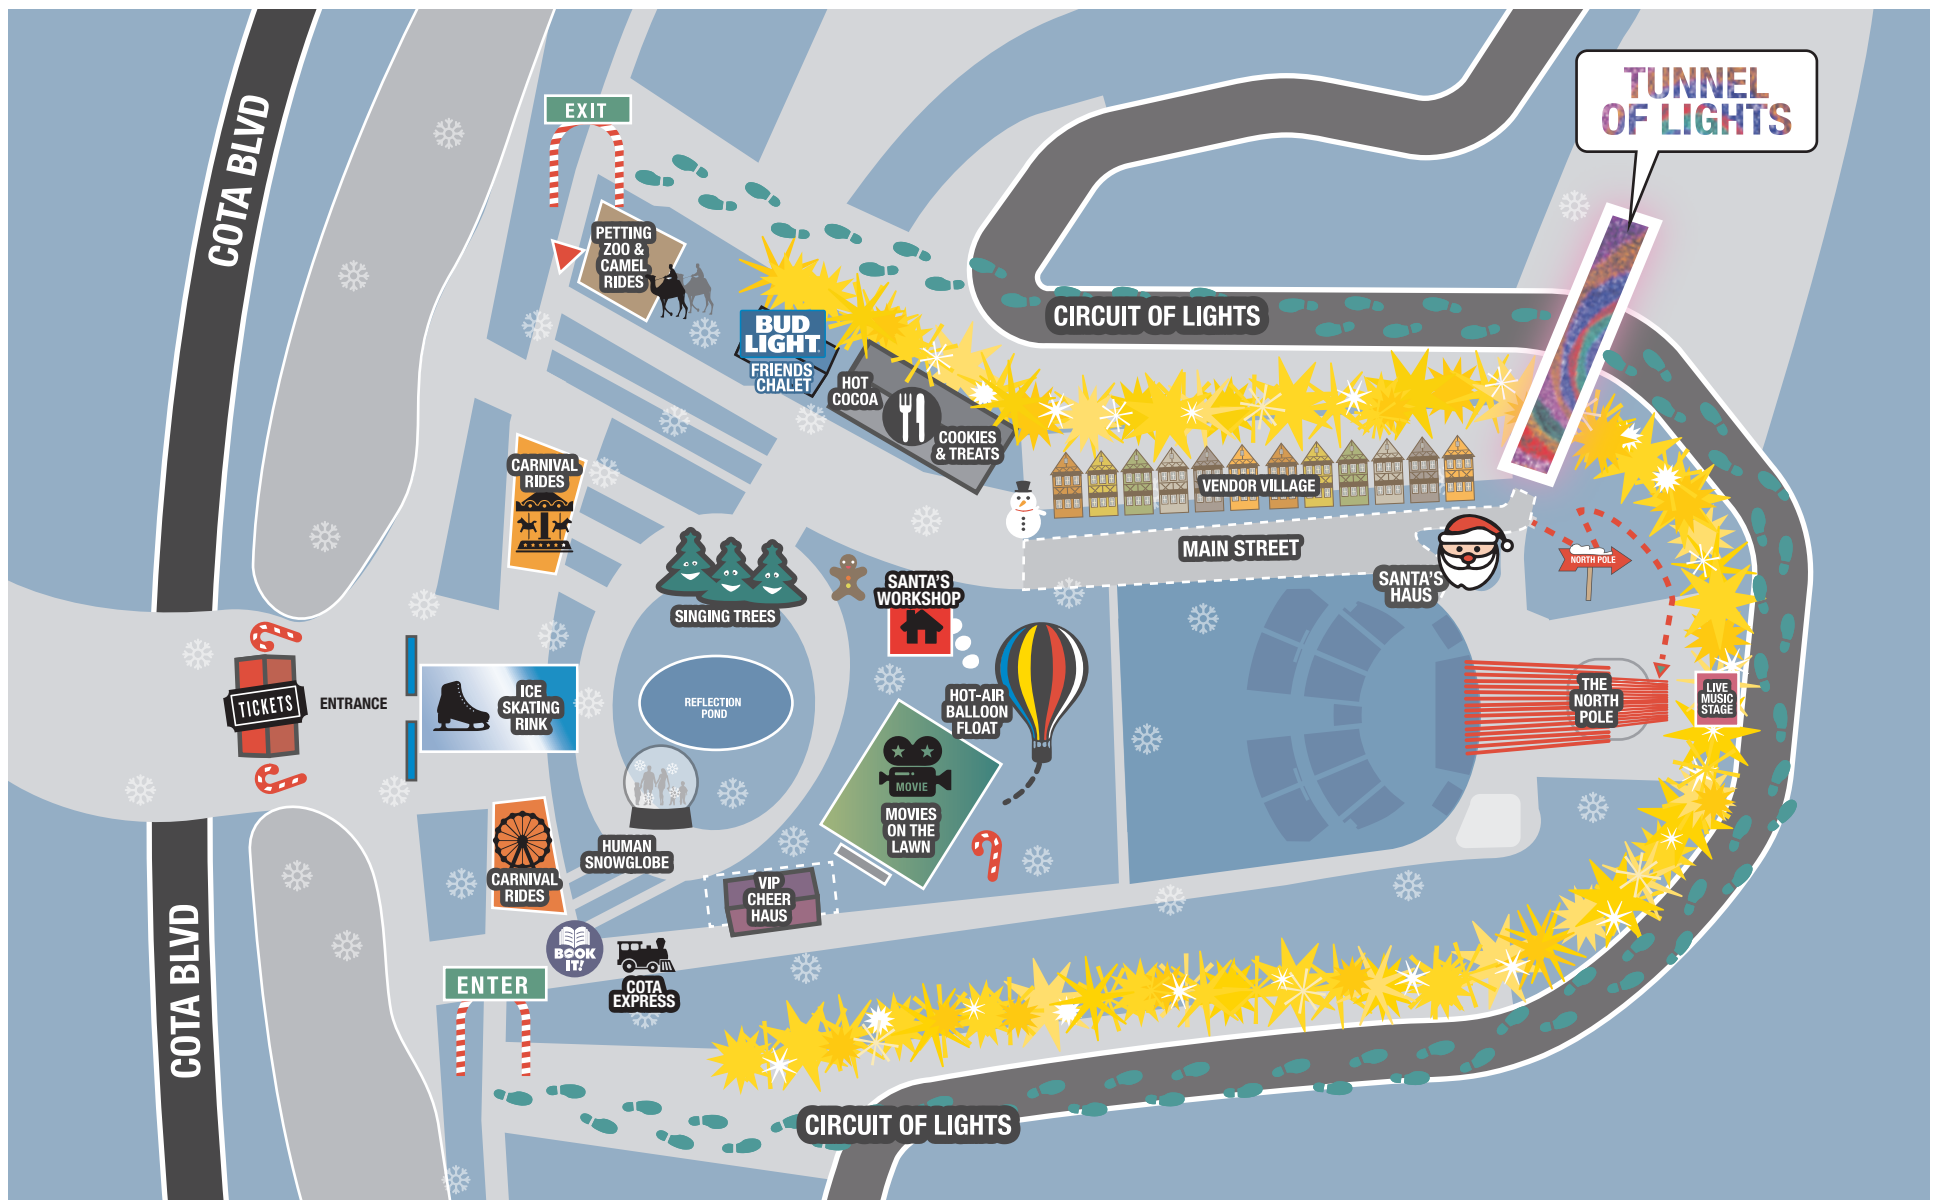 COTA BLVD
EXIT
TUNNEL
OF LIGHTS
PETTING
ZOO &
CAMEL
RIDES
CIRCUIT OF LIGHTS
BUD
LIGHT
FRIENDS
CHALET
HOT
COCOA
COOKIES
& TREATS
CARNIVAL
RIDES
VENDOR VILLAGE
MAIN STREET
SANTA'S
HAUS
NORTH POLE
SINGING TREES
SANTA'S
WORKSHOP
TICKETS
ENTRANCE
ICE
SKATING
RINK
REFLECTION
POND
HOT-AIR
BALLOON
FLOAT
THE
NORTH
POLE
LIVE
MUSIC
STAGE
MOVIE
MOVIES
ON THE
LAWN
HUMAN
SNOWGLOBE
CARNIVAL
RIDES
VIP
CHEER
HAUS
BOOK
IT!
COTA
EXPRESS
ENTER
COTA BLVD
CIRCUIT OF LIGHTS